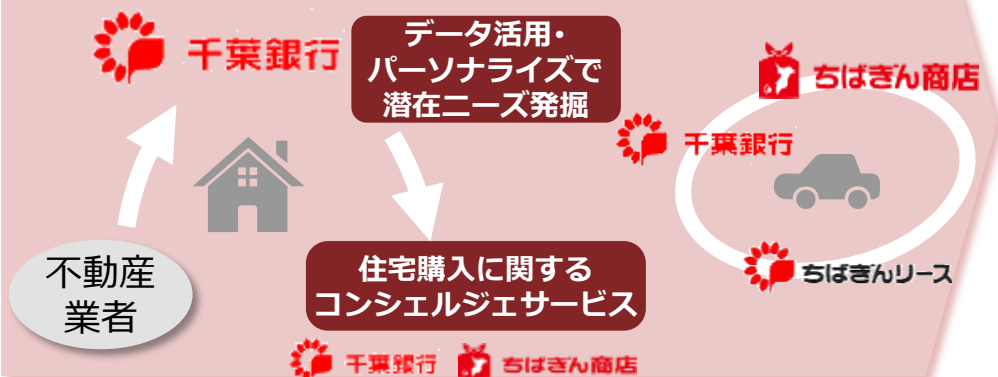 千葉銀行
データ活用・
パーソナライズで
潜在ニーズ発掘
ちばぎん商店
千葉銀行
不動産
業者
住宅購入に関する
コンシェルジェサービス
ちばぎんリース
千葉銀行 ちばぎん商店